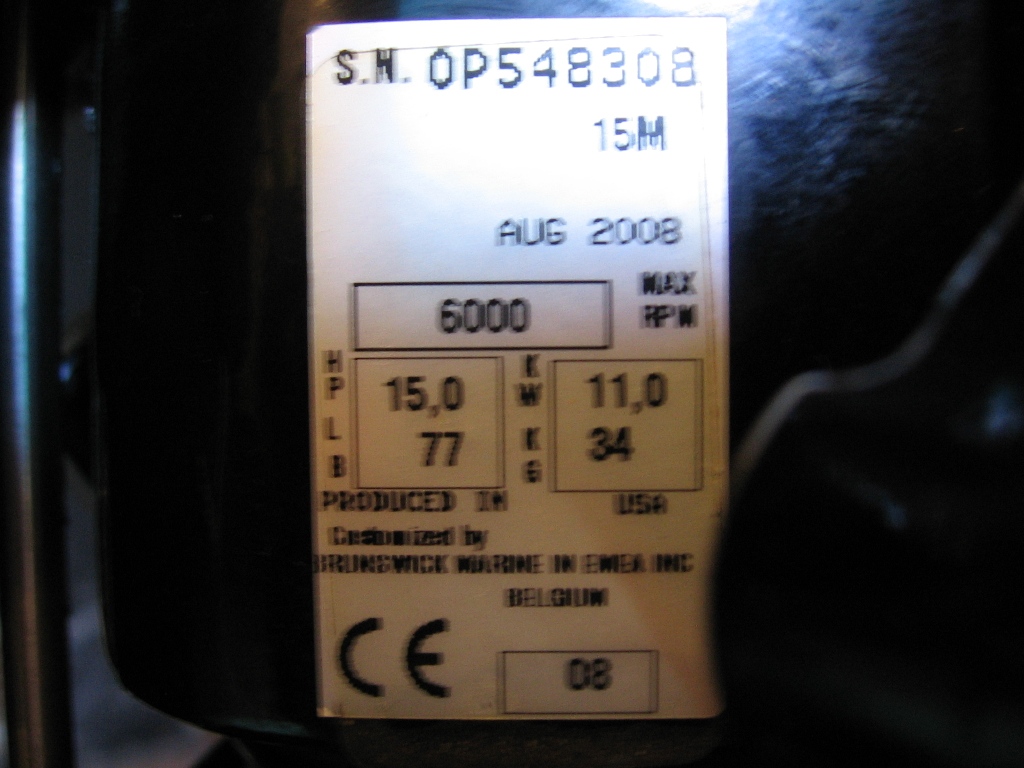 S.N. 0P548308
15M
AUG 2008
6000 MAX RPM
HP 15,0 KW 11,0
LB 77 KG 34
PRODUCED IN USA
Customized by
BRUNSWICK MARINE IN EMEA INC
BELGIUM
CE 08